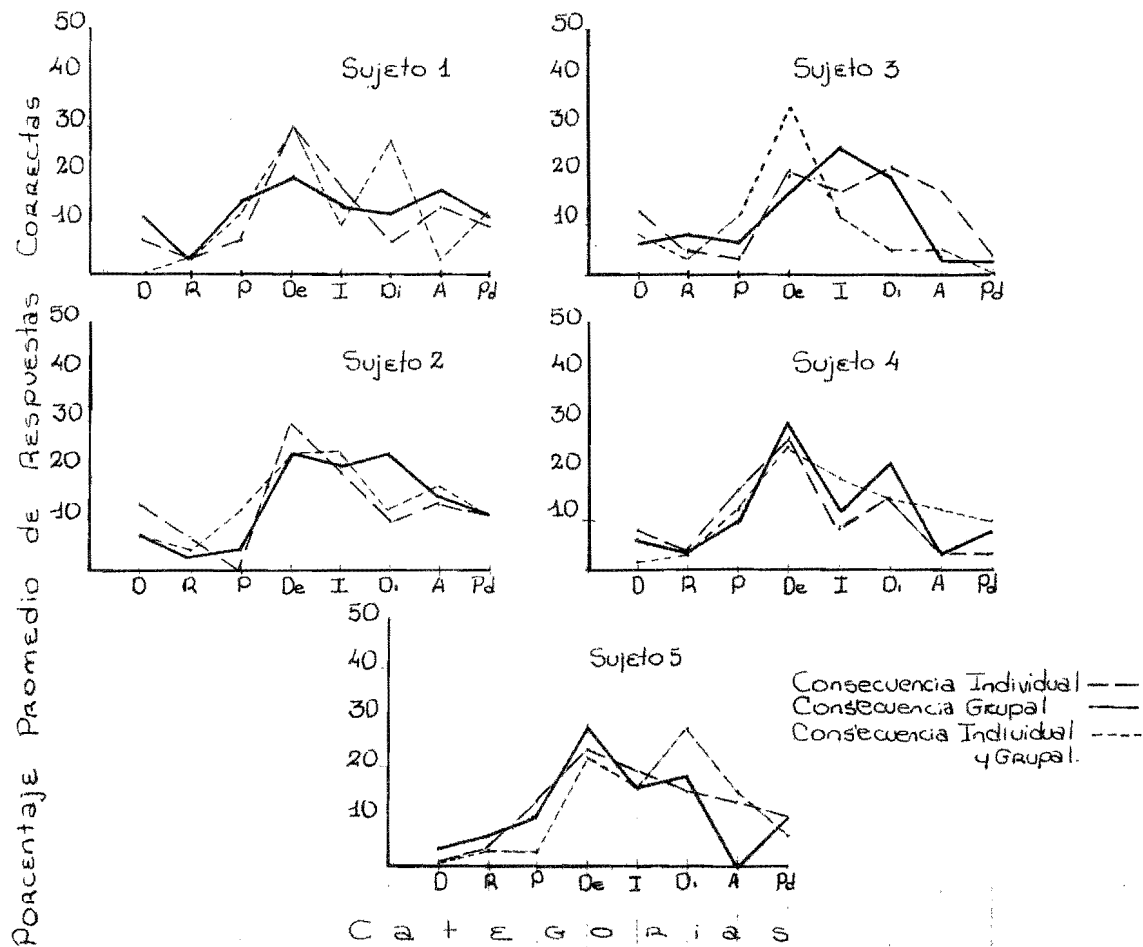 Porcentaje Promedio de Respuestas Correctas
50
40
30
20
10
Sujeto 1
D R P De I Di A Pd
50
40
30
20
10
Sujeto 3
D R P De I Di A Pd
50
40
30
20
10
Sujeto 2
D R P De I Di A Pd
50
40
30
20
10
Sujeto 4
D R P De I Di A Pd
50
40
30
20
10
Sujeto 5
D R P De I Di A Pd
Consecuencia Individual
Consecuencia Grupal
Consecuencia Individual
y Grupal.
Categorias